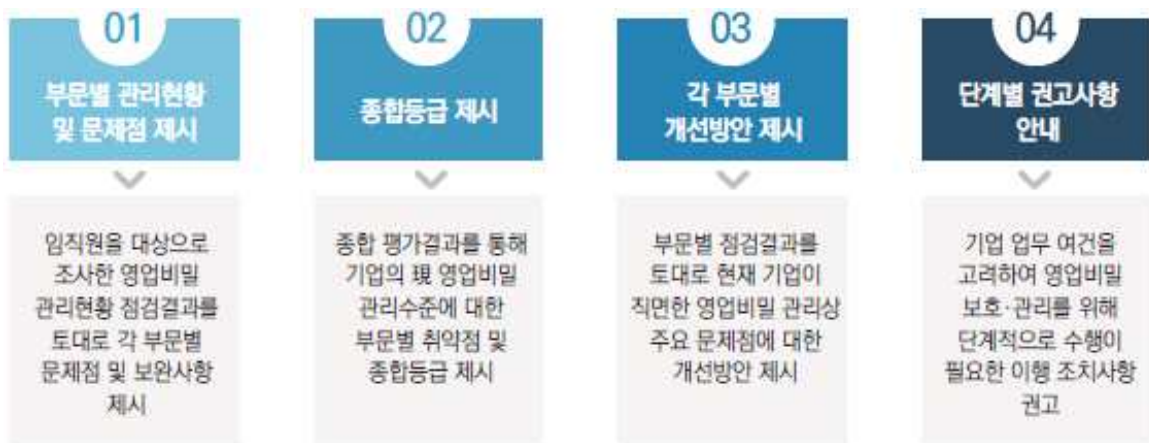 01
부문별 관리현황
및 문제점 제시
임직원을 대상으로
조사한 영업비밀
관리현황 점검결과를
토대로 각 부문별
문제점 및 보완사항
제시
02
종합등급 제시
종합 평가결과를 통해
기업의 現 영업비밀
관리수준에 대한
부문별 취약점 및
종합등급 제시
03
각 부문별
개선방안 제시
부문별 점검결과를
토대로 현재 기업이
직면한 영업비밀 관리상
주요 문제점에 대한
개선방안 제시
04
단계별 권고사항
안내
기업 업무 여건을
고려하여 영업비밀
보호·관리를 위해
단계적으로 수행이
필요한 이행 조치사항
권고